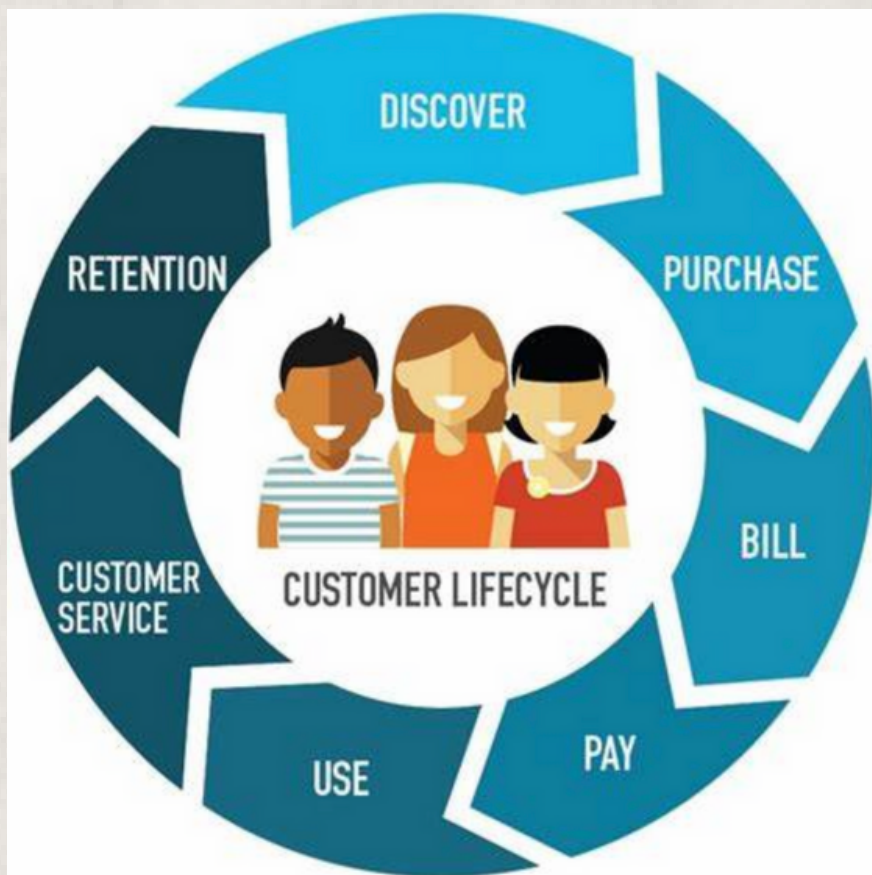 DISCOVER
PURCHASE
BILL
PAY
USE
CUSTOMER
SERVICE
RETENTION
CUSTOMER LIFECYCLE